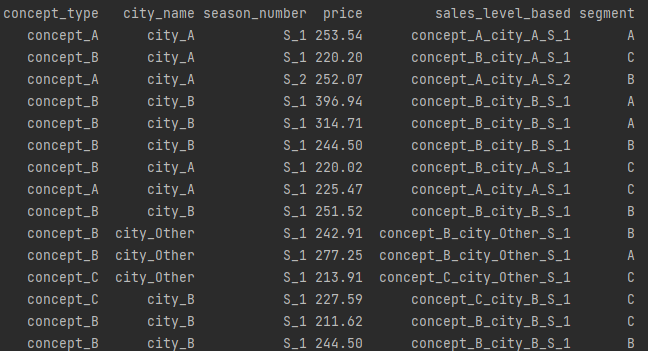 concept_type city_name season_number price sales_level_based segment
concept_A city_A S_1 253.54 concept_A_city_A_S_1 A
concept_B city_A S_1 220.20 concept_B_city_A_S_1 C
concept_A city_A S_2 252.07 concept_A_city_A_S_2 B
concept_B city_B S_1 396.94 concept_B_city_B_S_1 A
concept_B city_B S_1 314.71 concept_B_city_B_S_1 A
concept_B city_B S_1 244.50 concept_B_city_B_S_1 B
concept_B city_A S_1 220.02 concept_B_city_A_S_1 C
concept_A city_A S_1 225.47 concept_A_city_A_S_1 C
concept_B city_B S_1 251.52 concept_B_city_B_S_1 B
concept_B city_Other S_1 242.91 concept_B_city_Other_S_1 B
concept_B city_Other S_1 277.25 concept_B_city_Other_S_1 A
concept_C city_Other S_1 213.91 concept_C_city_Other_S_1 C
concept_C city_B S_1 227.59 concept_C_city_B_S_1 C
concept_B city_B S_1 211.62 concept_B_city_B_S_1 C
concept_B city_B S_1 244.50 concept_B_city_B_S_1 B